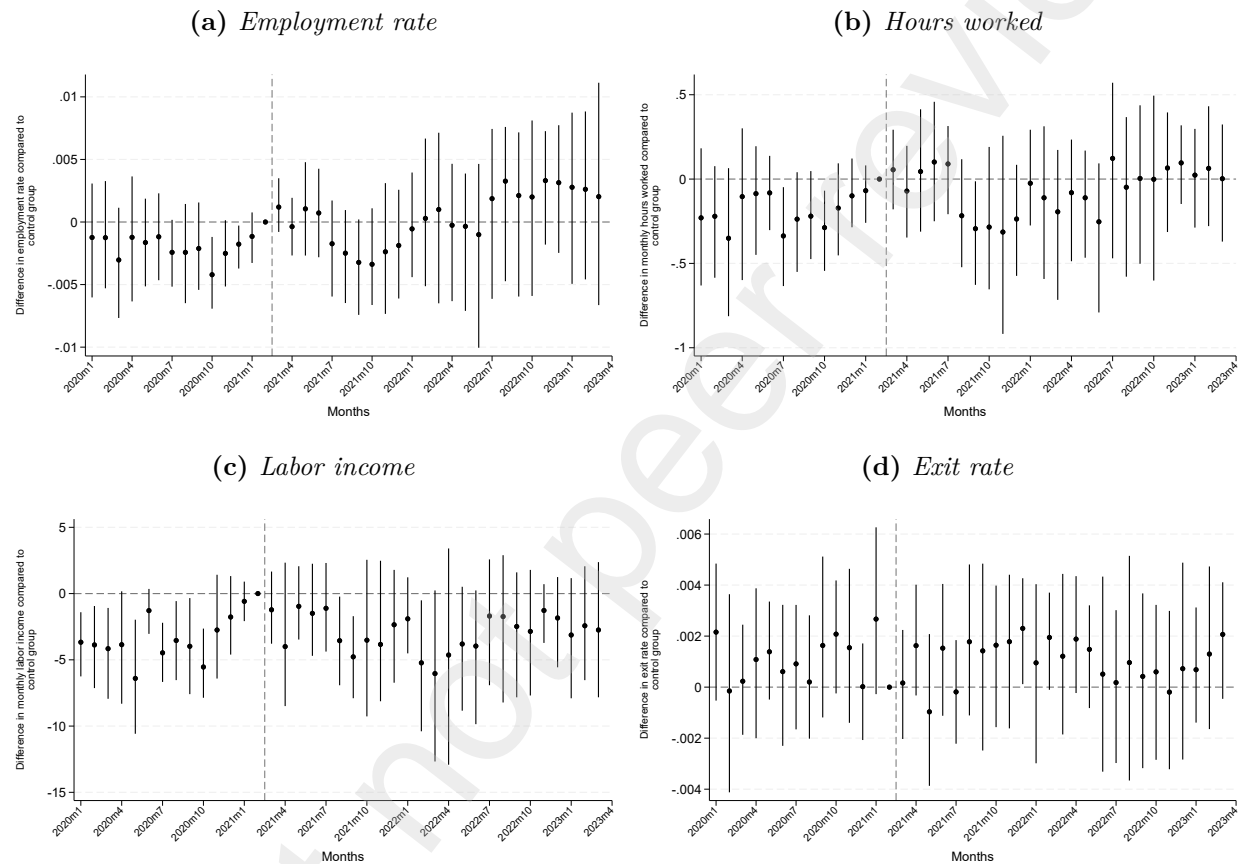 (a) Employment rate
Difference in employment rate compared to
control group
.01
.005
0
-.005
-.01
2020m1
2020m4
2020m7
2020m10
2021m1
2021m4
2021m7
2021m10
2022m1
2022m4
2022m7
2022m10
2023m1
2023m4
Months
(b) Hours worked
Difference in monthly hours worked compared to
control group
.5
0
-.5
-1
2020m1
2020m4
2020m7
2020m10
2021m1
2021m4
2021m7
2021m10
2022m1
2022m4
2022m7
2022m10
2023m1
2023m4
Months
(c) Labor income
Difference in monthly labor income compared to
control group
5
0
-5
-10
-15
2020m1
2020m4
2020m7
2020m10
2021m1
2021m4
2021m7
2021m10
2022m1
2022m4
2022m7
2022m10
2023m1
2023m4
Months
(d) Exit rate
Difference in exit rate compared to
control group
.006
.004
.002
0
-.002
-.004
2020m1
2020m4
2020m7
2020m10
2021m1
2021m4
2021m7
2021m10
2022m1
2022m4
2022m7
2022m10
2023m1
2023m4
Months
not peer review